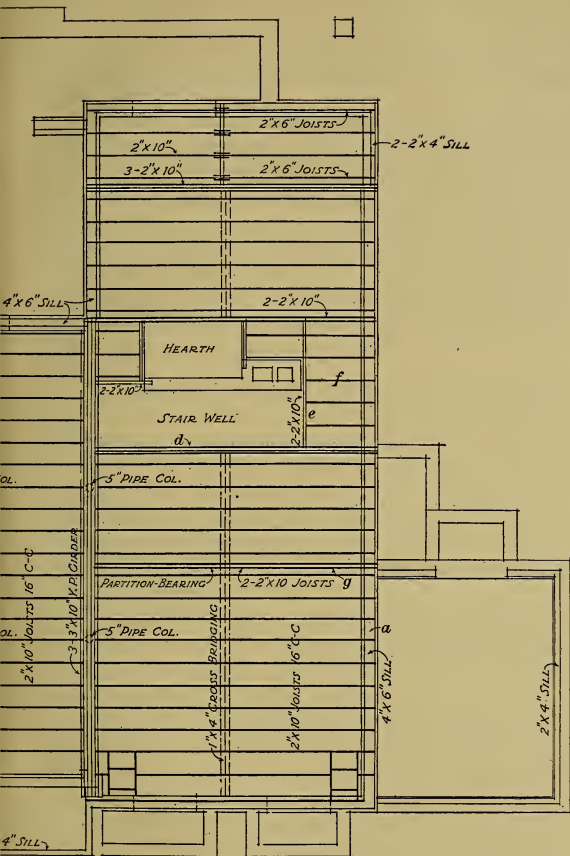 2"X6" JOISTS
2"X10"
2-2"X4" SILL
3-2"X10"
2"X6" JOISTS
4"X6" SILL
2-2"X10"
HEARTH
f
2-2"X10"
2-2"X10"
e
STAIR WELL
d
OL.
5" PIPE COL.
PARTITION-BEARING
2-2"X10 JOISTS
g
2"X10" JOISTS 16" C-C
3-3"X10" Y.P. GIRDER
OL.
5" PIPE COL.
1"X4" CROSS BRIDGING
2"X10" JOISTS 16" C-C
a
4"X6" SILL
2"X4" SILL
4" SILL